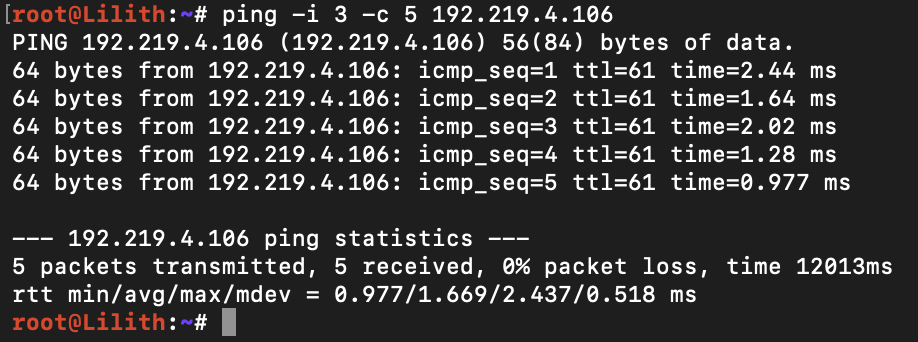 [root@Lilith:~# ping -i 3 -c 5 192.219.4.106
PING 192.219.4.106 (192.219.4.106) 56(84) bytes of data.
64 bytes from 192.219.4.106: icmp_seq=1 ttl=61 time=2.44 ms
64 bytes from 192.219.4.106: icmp_seq=2 ttl=61 time=1.64 ms
64 bytes from 192.219.4.106: icmp_seq=3 ttl=61 time=2.02 ms
64 bytes from 192.219.4.106: icmp_seq=4 ttl=61 time=1.28 ms
64 bytes from 192.219.4.106: icmp_seq=5 ttl=61 time=0.977 ms
--- 192.219.4.106 ping statistics ---
5 packets transmitted, 5 received, 0% packet loss, time 12013ms
rtt min/avg/max/mdev = 0.977/1.669/2.437/0.518 ms
root@Lilith:~#